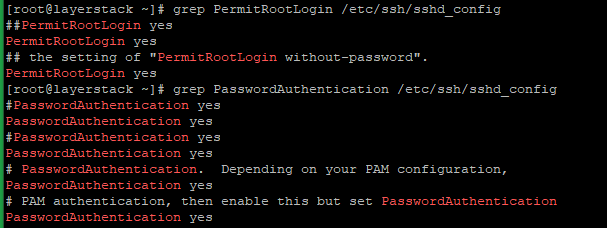 [root@layerstack ~]# grep PermitRootLogin /etc/ssh/sshd_config
##PermitRootLogin yes
PermitRootLogin yes
## the setting of "PermitRootLogin without-password".
PermitRootLogin yes
[root@layerstack ~]# grep PasswordAuthentication /etc/ssh/sshd_config
#PasswordAuthentication yes
PasswordAuthentication yes
#PasswordAuthentication yes
PasswordAuthentication yes
# PasswordAuthentication.  Depending on your PAM configuration,
PasswordAuthentication yes
# PAM authentication, then enable this but set PasswordAuthentication
PasswordAuthentication yes